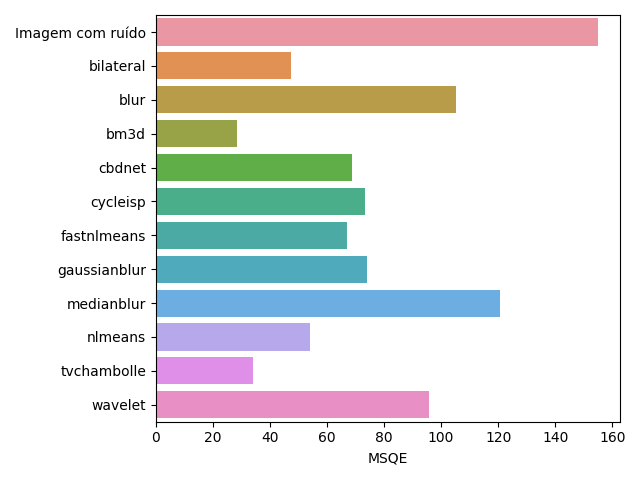 Imagem com ruído
bilateral
blur
bm3d
cbdnet
cycleisp
fastnlmeans
gaussianblur
medianblur
nlmeans
tvchambolle
wavelet
0 20 40 60 80 100 120 140 160
MSQE